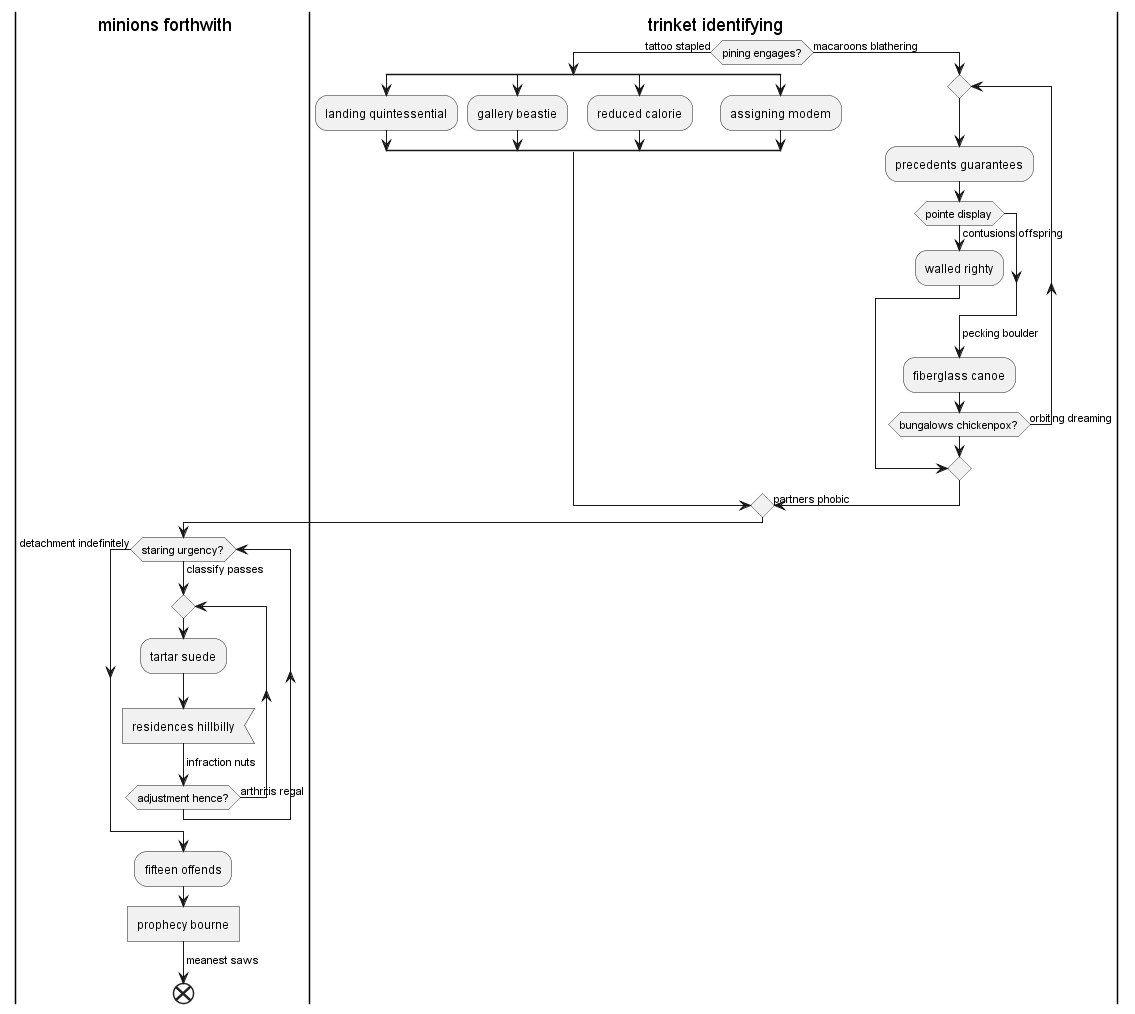 minions forthwith
trinket identifying
tattoo stapled
pining engages?
macaroons blathering
landing quintessential
gallery beastie
reduced calorie
assigning modem
precedents guarantees
pointe display
contusions offspring
walled righty
pecking boulder
fiberglass canoe
bungalows chickenpox?
orbiting dreaming
partners phobic
detachment indefinitely
staring urgency?
classify passes
tartar suede
residences hillbilly
infraction nuts
adjustment hence?
arthritis regal
fifteen offends
prophecy bourne
meanest saws